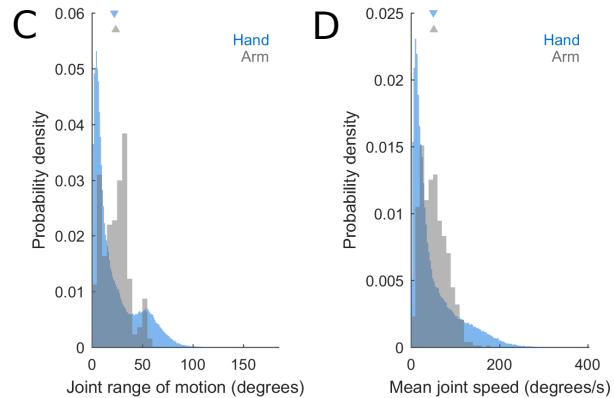 C
Hand
Arm
0.06
0.05
0.04
0.03
0.02
0.01
0
Probability density
0
50
100
150
Joint range of motion (degrees)
D
Hand
Arm
0.025
0.02
0.015
0.01
0.005
0
Probability density
0
200
400
Mean joint speed (degrees/s)